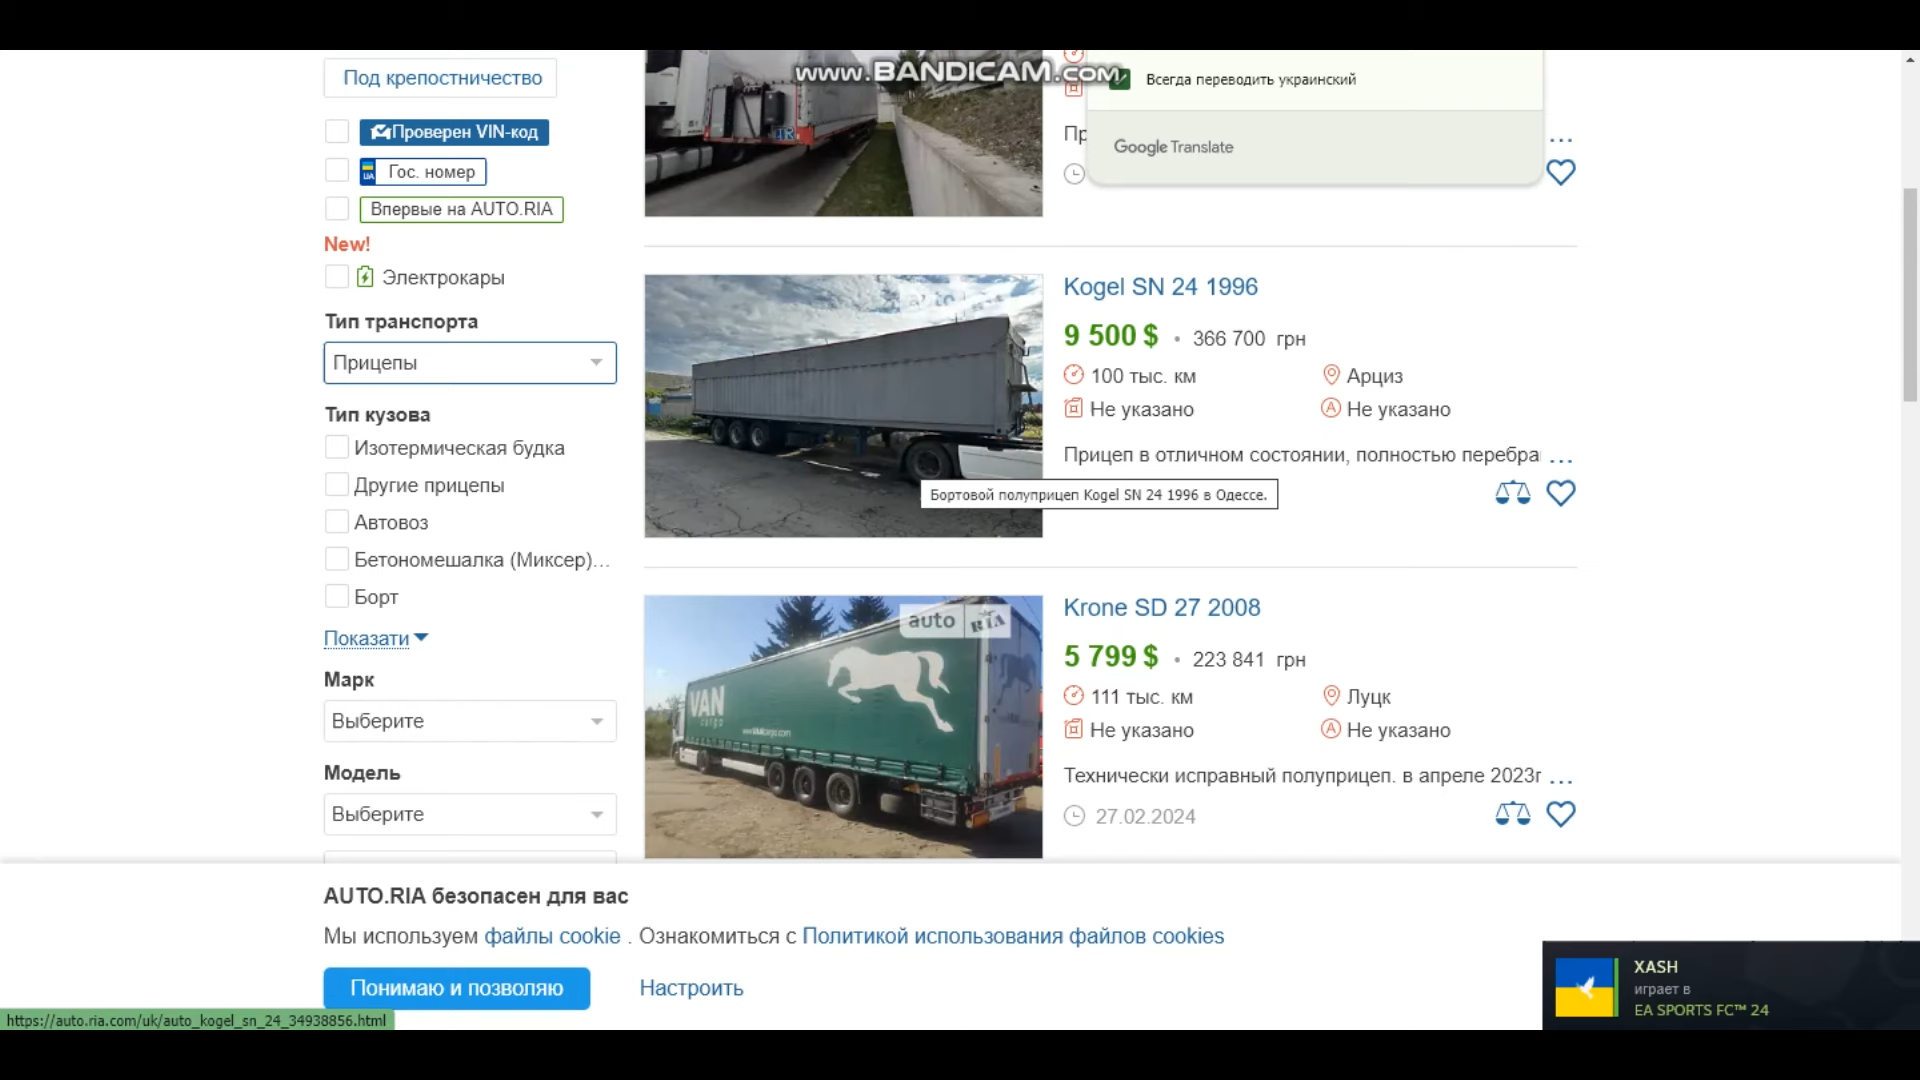 www.BANDICAM.com
Под крепостничество
Всегда переводить украинский
Проверен VIN-код
Google Translate
Пр
...
UA Гос. номер
Впервые на AUTO.RIA
New!
Электрокары
Тип транспорта
Прицепы
Тип кузова
Изотермическая будка
Другие прицепы
Автовоз
Бетономешалка (Миксер)...
Борт
Показати
Марк
Выберите
Модель
Выберите
Kogel SN 24 1996
9 500 $ • 366 700 грн
100 тыс. км
Арциз
Не указано
Не указано
Прицеп в отличном состоянии, полностью перебра ...
Бортовой полуприцеп Kogel SN 24 1996 в Одессе.
auto RIA
VAN
cargo
Krone SD 27 2008
5 799 $ • 223 841 грн
111 тыс. км
Луцк
Не указано
Не указано
Технически исправный полуприцеп. в апреле 2023г ...
27.02.2024
AUTO.RIA безопасен для вас
Мы используем файлы cookie . Ознакомиться с Политикой использования файлов cookies
Понимаю и позволяю
Настроить
https://auto.ria.com/uk/auto_kogel_sn_24_34938856.html
XASH
играет в
EA SPORTS FC™ 24